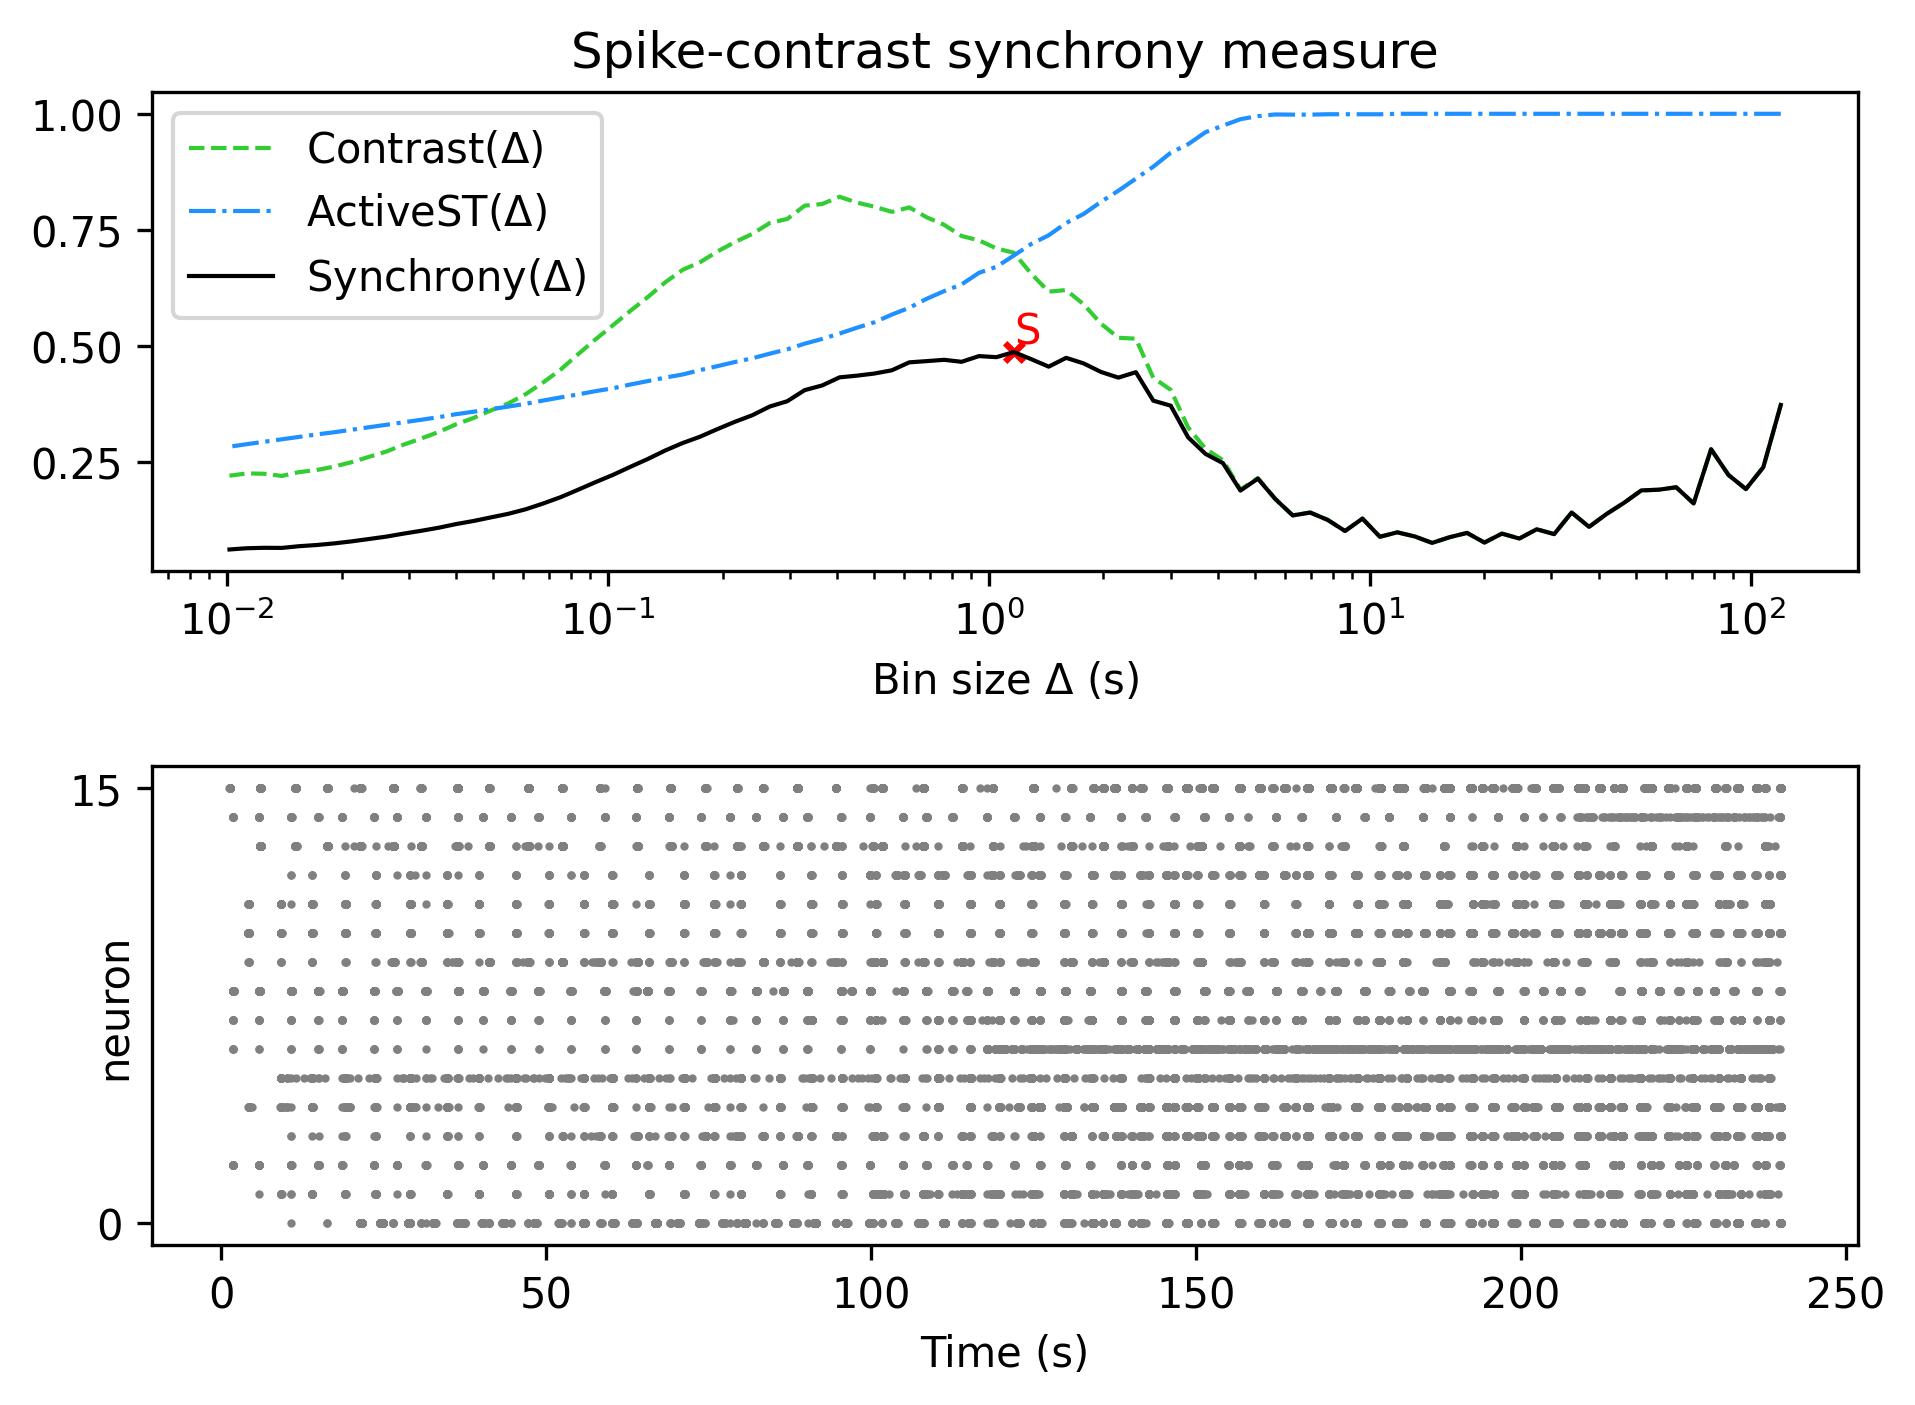 Spike-contrast synchrony measure
1.00
0.75
0.50
0.25
Contrast(Δ)
ActiveST(Δ)
Synchrony(Δ)
S
10⁻² 10⁻¹ 10⁰ 10¹ 10²
Bin size Δ (s)
15
0
neuron
0 50 100 150 200 250
Time (s)